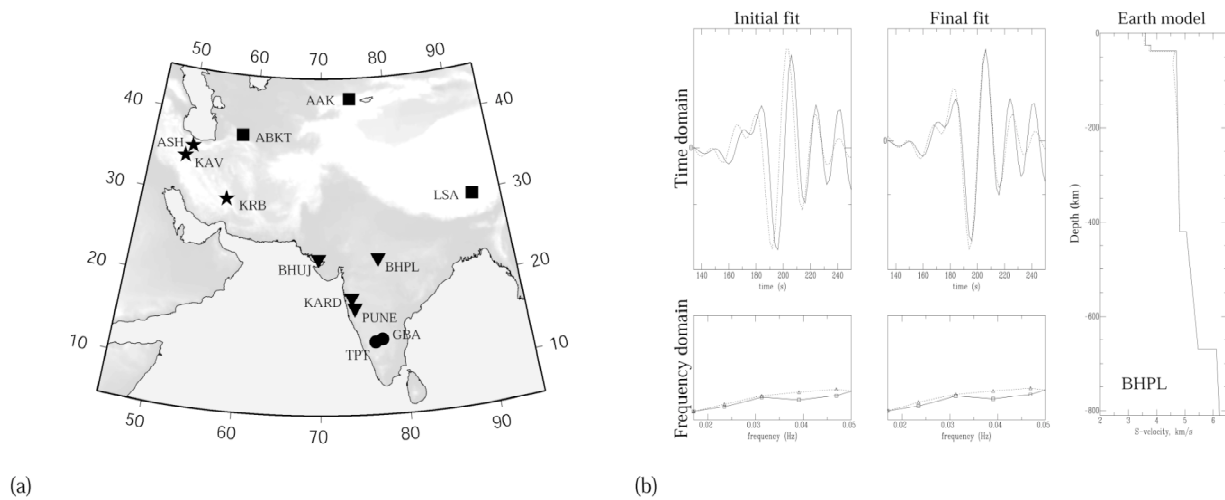 50
60
70
80
90
40
30
20
10
40
30
20
10
50
60
70
80
90
AAK
ABKT
ASH
KAV
KRB
LSA
BHUJ
BHPL
KARD
PUNE
GBA
TPT
(a)
Initial fit
Final fit
Earth model
Time domain
0
140 160 180 200 220 240
time (s)
0
140 160 180 200 220 240
time (s)
Frequency domain
0.02 0.03 0.04 0.05
frequency (Hz)
0.02 0.03 0.04 0.05
frequency (Hz)
0
-200
-400
-600
-800
Depth (km)
BHPL
2 3 4 5 6
S-velocity, km/s
(b)